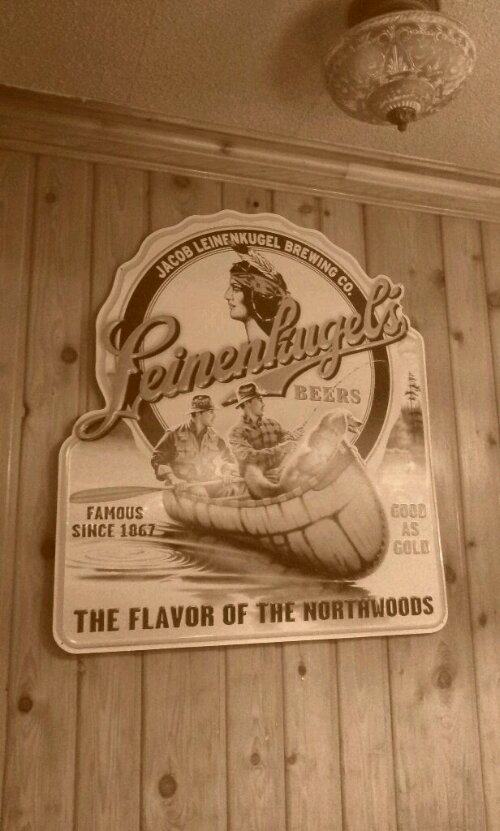 JACOB LEINENKUGEL BREWING CO.
Leinenkugel's
BEERS
FAMOUS
SINCE 1867
GOOD
AS
GOLD
THE FLAVOR OF THE NORTHWOODS